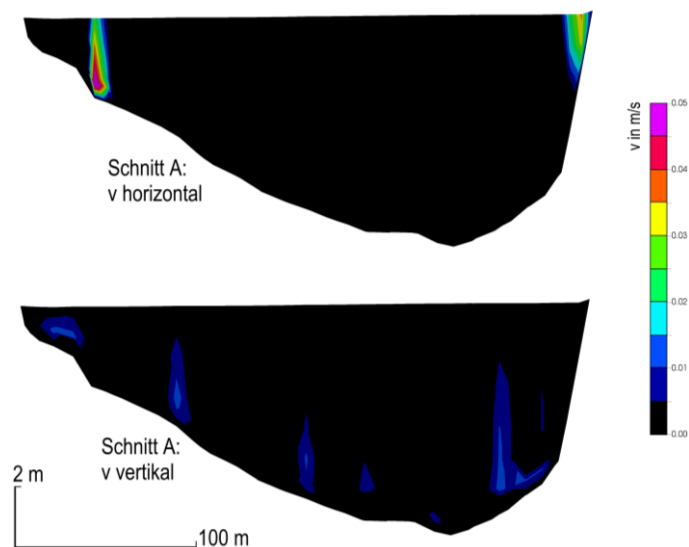 Schnitt A:
v horizontal
v in m/s
0.05
0.04
0.03
0.02
0.01
0.00
Schnitt A:
v vertikal
2 m
100 m